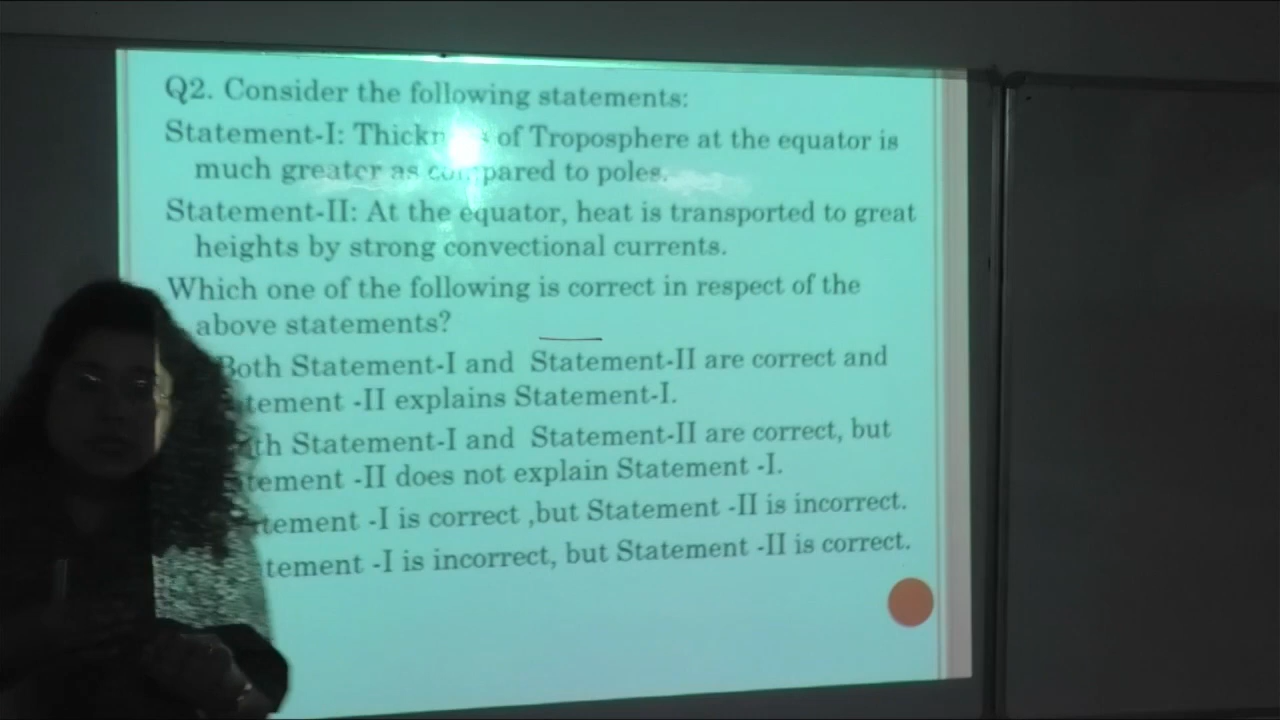 Q2. Consider the following statements:
Statement-I: of Troposphere at the equator is
much greater as compared to poles.
Statement-II: At the equator, heat is transported to great
heights by strong convectional currents.
Which one of the following is correct in respect of the
above statements?
Both Statement-I and Statement-II are correct and
tement -II explains Statement-I.
th Statement-I and Statement-II are correct, but
tement -II does not explain Statement -I.
tement -I is correct ,but Statement -II is incorrect.
tement -I is incorrect, but Statement -II is correct.